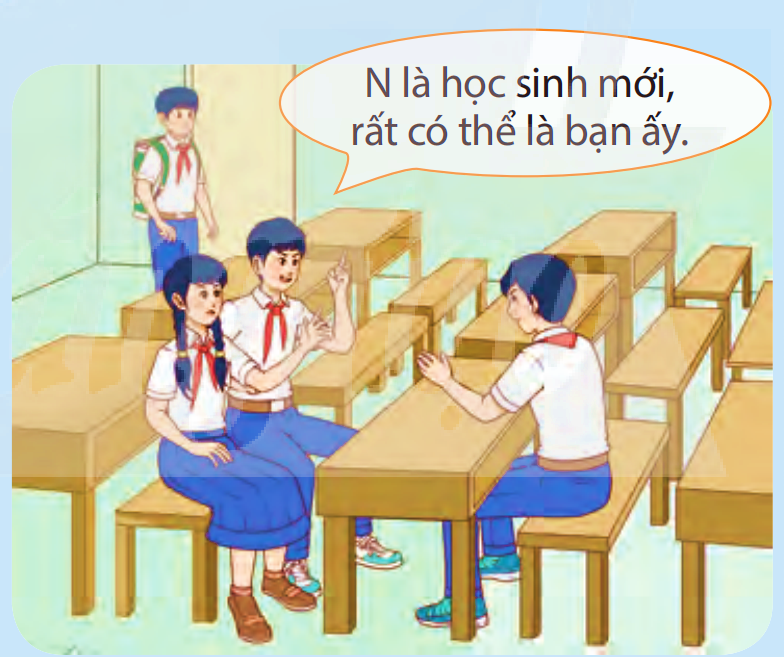 N là học sinh mới,
rất có thể là bạn ấy.